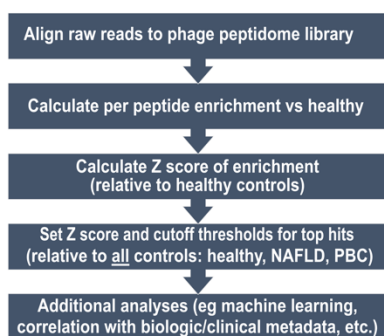 Align raw reads to phage peptidome library
Calculate per peptide enrichment vs healthy
Calculate Z score of enrichment
(relative to healthy controls)
Set Z score and cutoff thresholds for top hits
(relative to all controls: healthy, NAFLD, PBC)
Additional analyses (eg machine learning,
correlation with biologic/clinical metadata, etc.)